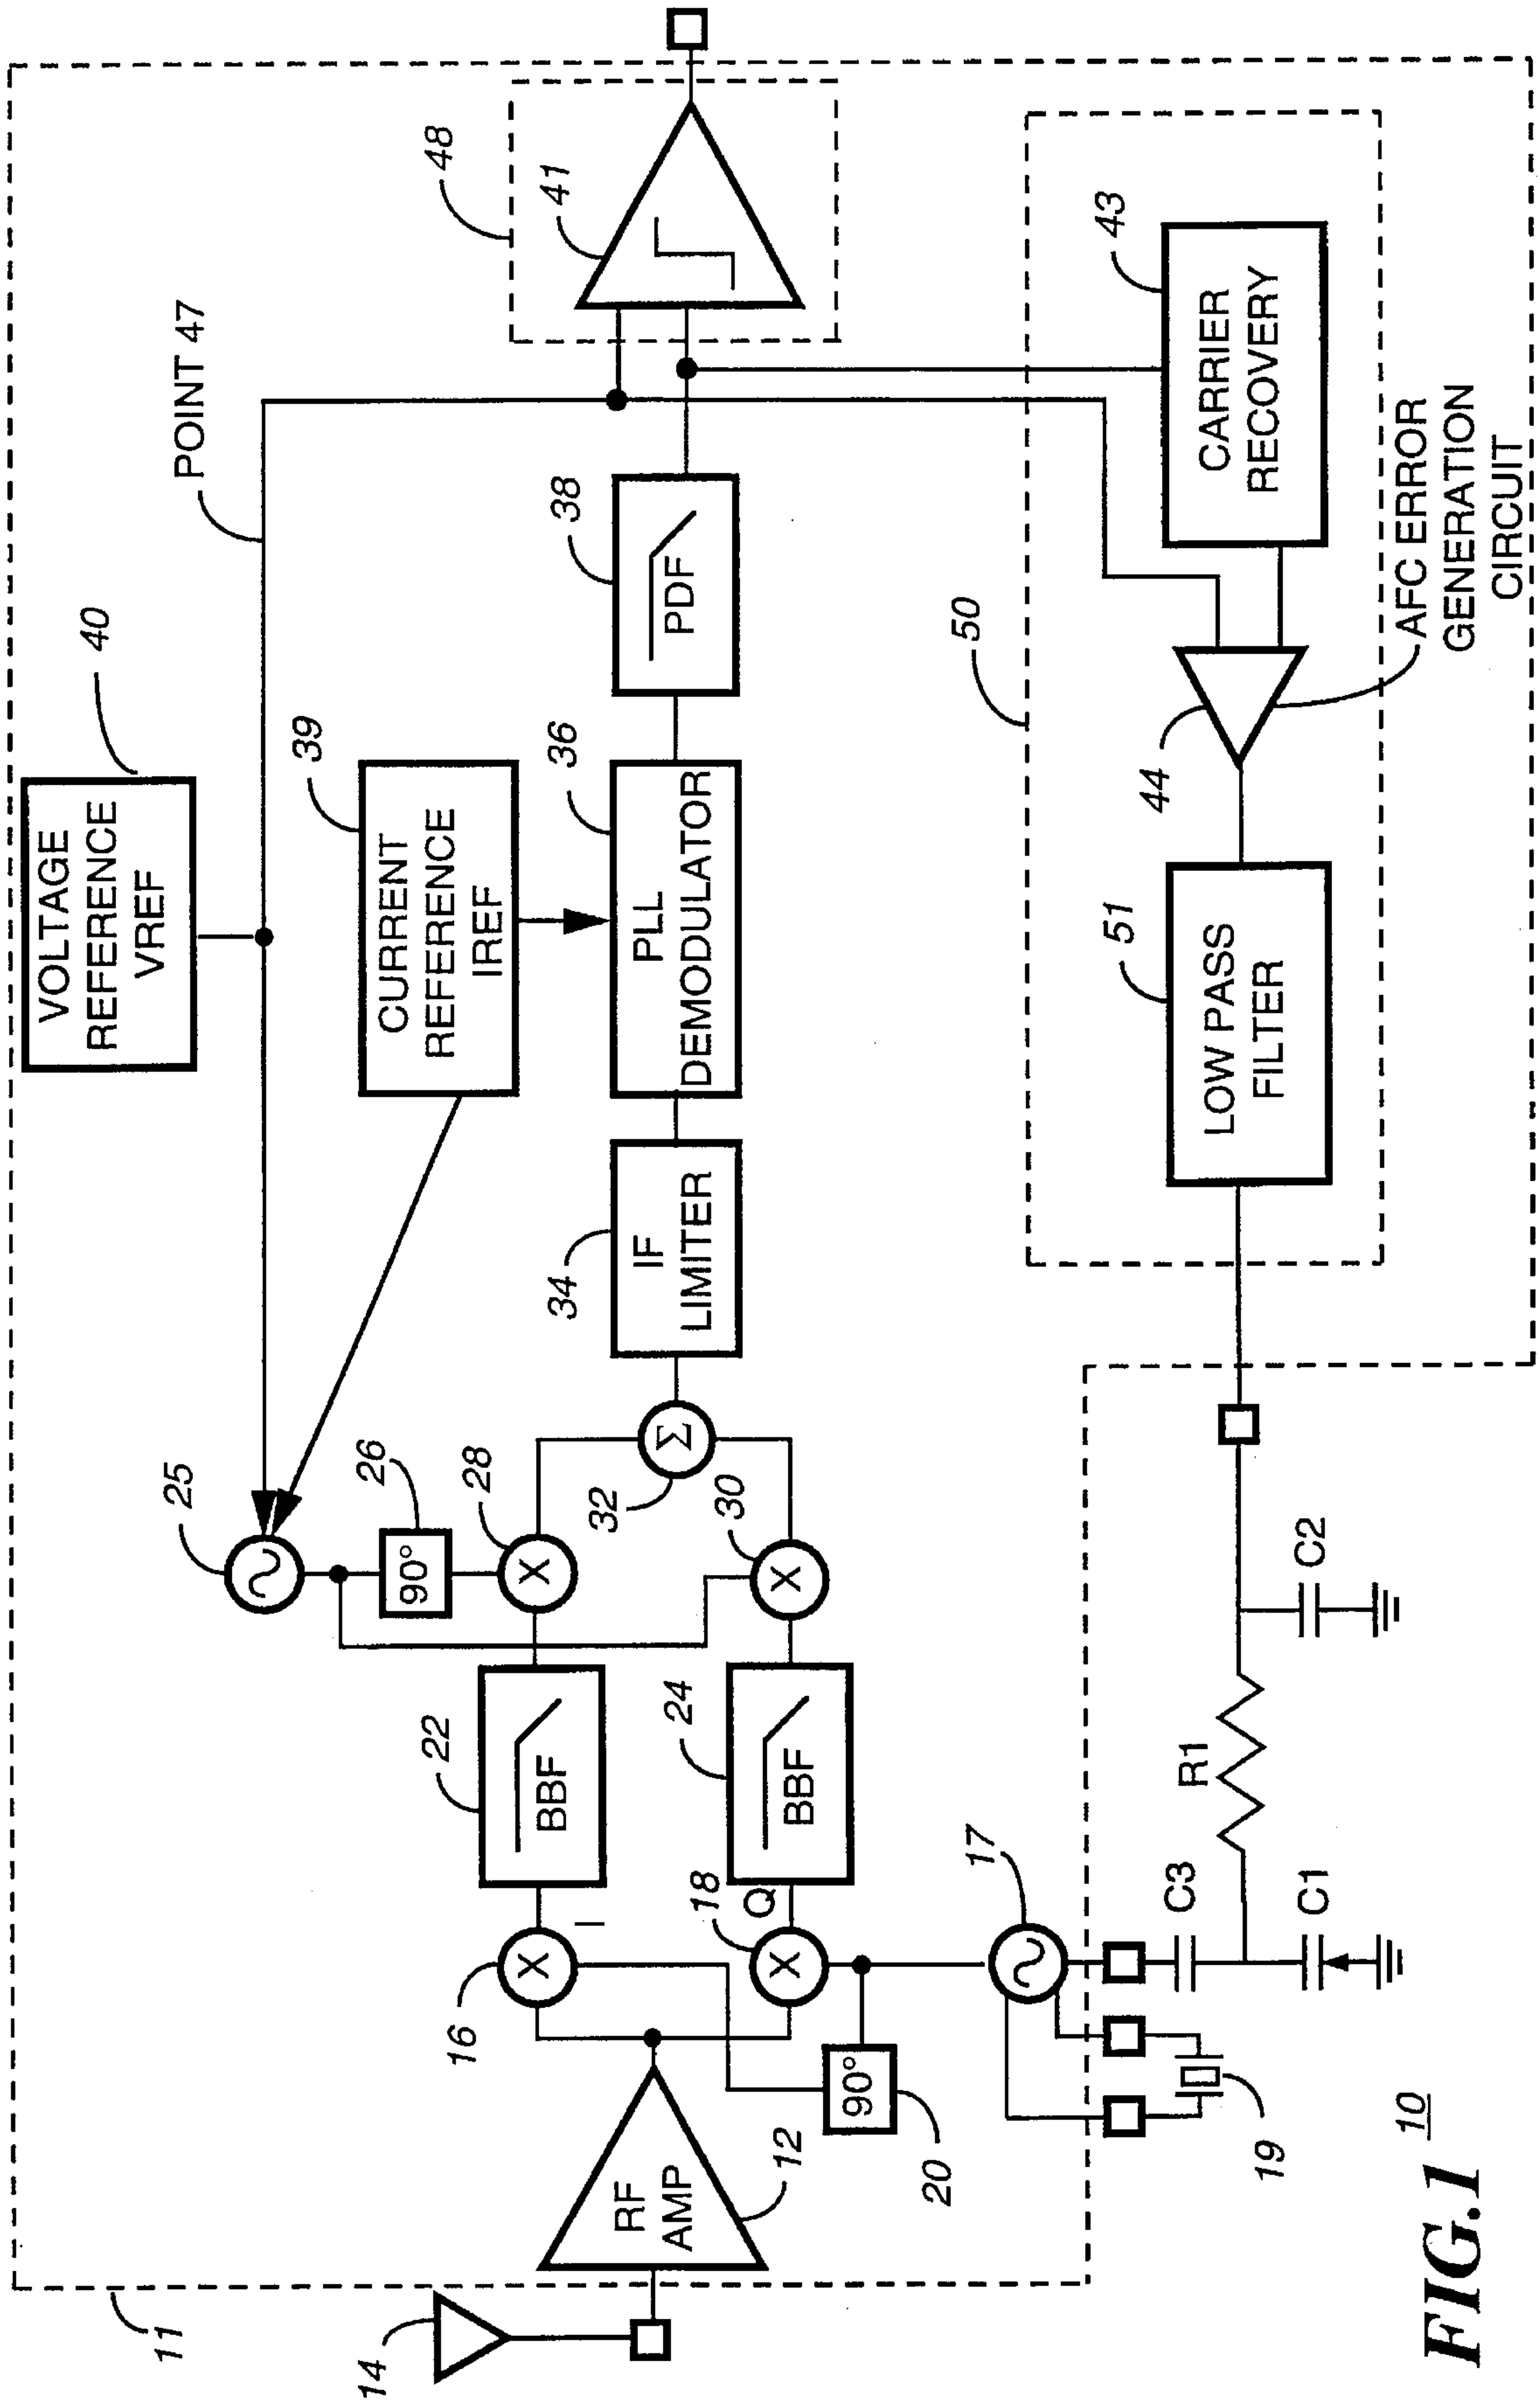 11
14
RF
AMP
12
16
I
18
Q
90°
20
17
19
C3
C1
R1
C2
22
BBF
24
BBF
25
90°
26
X
28
X
30
X
X
Σ
32
34
IF
LIMITER
36
PLL
DEMODULATOR
39
CURRENT
REFERENCE
IREF
40
VOLTAGE
REFERENCE
VREF
POINT 47
38
PDF
41
48
50
43
CARRIER
RECOVERY
AFC ERROR
GENERATION
CIRCUIT
44
51
LOW PASS
FILTER
FIG.1
10